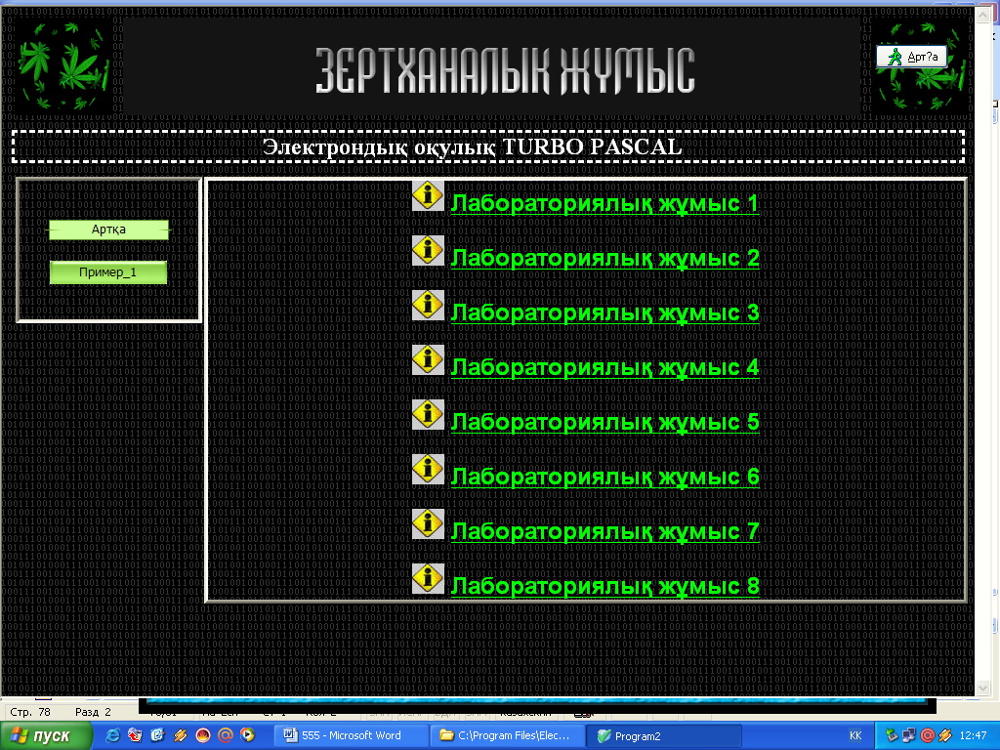 ЗЕРТХАНАЛЫК ЖҰМЫС
Арт?а
Электрондық оқулық TURBO PASCAL
Артқа
Пример_1
Лабораториялық жұмыс 1
Лабораториялық жұмыс 2
Лабораториялық жұмыс 3
Лабораториялық жұмыс 4
Лабораториялық жұмыс 5
Лабораториялық жұмыс 6
Лабораториялық жұмыс 7
Лабораториялық жұмыс 8
Стр. 78 Разд 2
пуск 555 - Microsoft Word C:\Program Files\Elec... Program2 KK 12:47